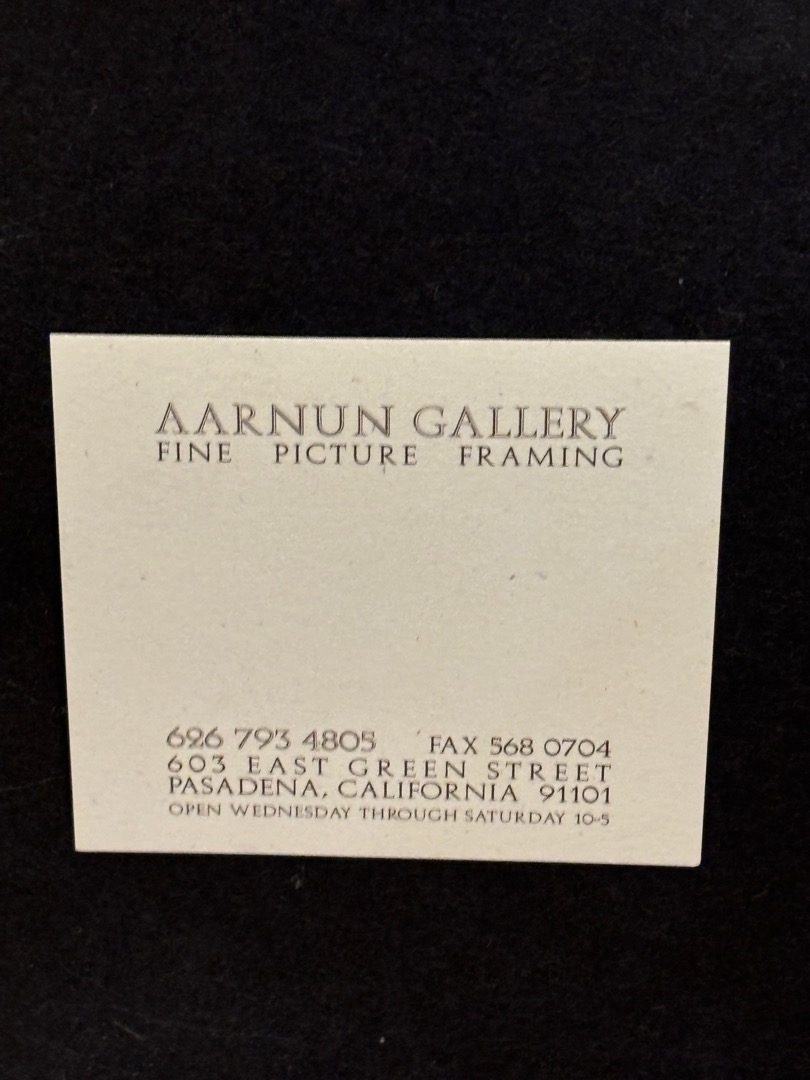 AARNUN GALLERY
FINE PICTURE FRAMING
626 793 4805 FAX 568 0704
603 EAST GREEN STREET
PASADENA, CALIFORNIA 91101
OPEN WEDNESDAY THROUGH SATURDAY 10-5